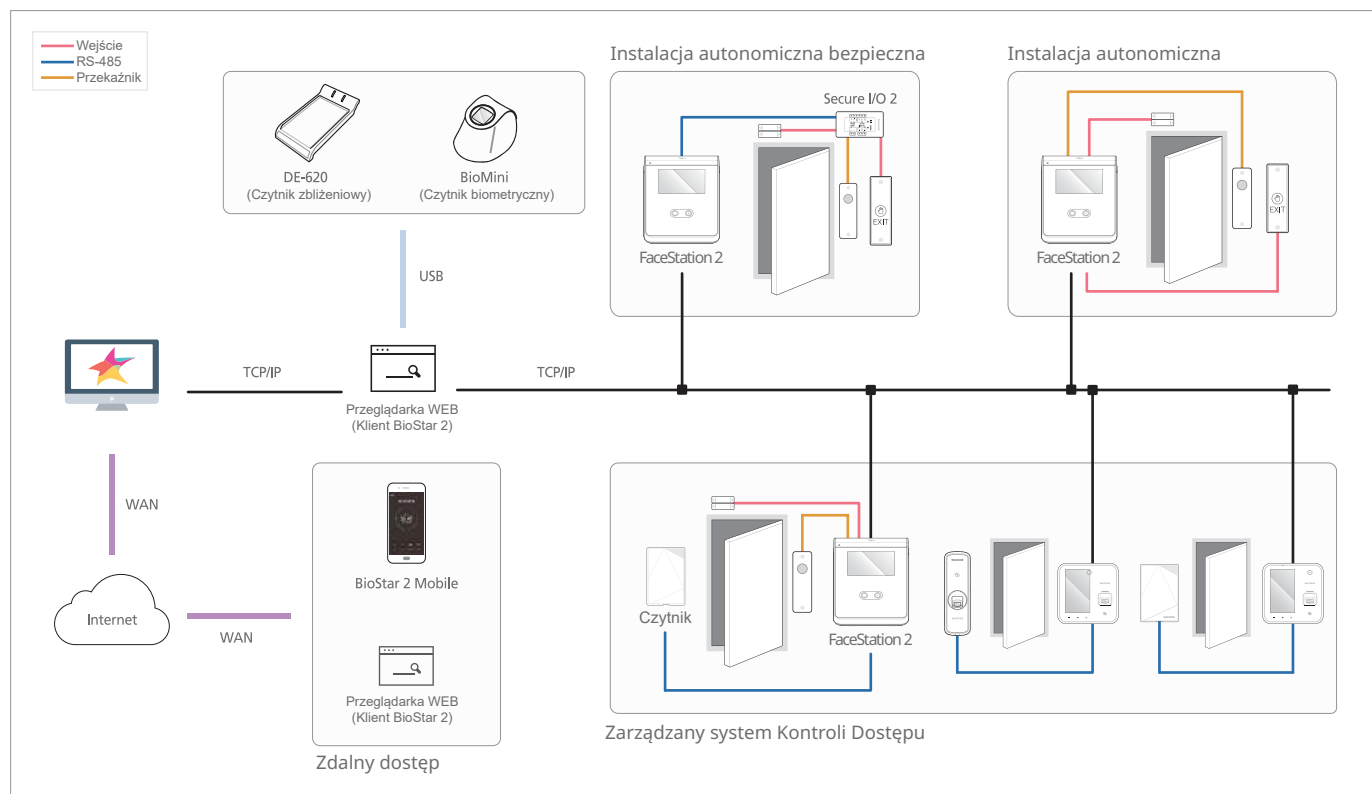 Wejście
RS-485
Przekaźnik
DE-620
(Czytnik zbliżeniowy)
BioMini
(Czytnik biometryczny)
USB
Instalacja autonomiczna bezpieczna
Secure I/O 2
EXIT
FaceStation 2
Instalacja autonomiczna
EXIT
FaceStation 2
TCP/IP
TCP/IP
Przeglądarka WEB
(Klient BioStar 2)
WAN
Internet
WAN
BioStar 2 Mobile
Przeglądarka WEB
(Klient BioStar 2)
Zdalny dostęp
Czytnik
FaceStation 2
Zarządzany system Kontroli Dostępu